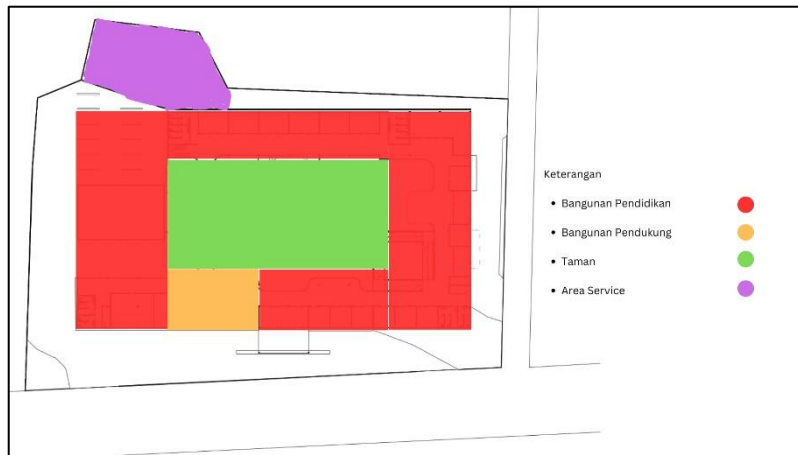 Keterangan
• Bangunan Pendidikan
• Bangunan Pendukung
• Taman
• Area Service